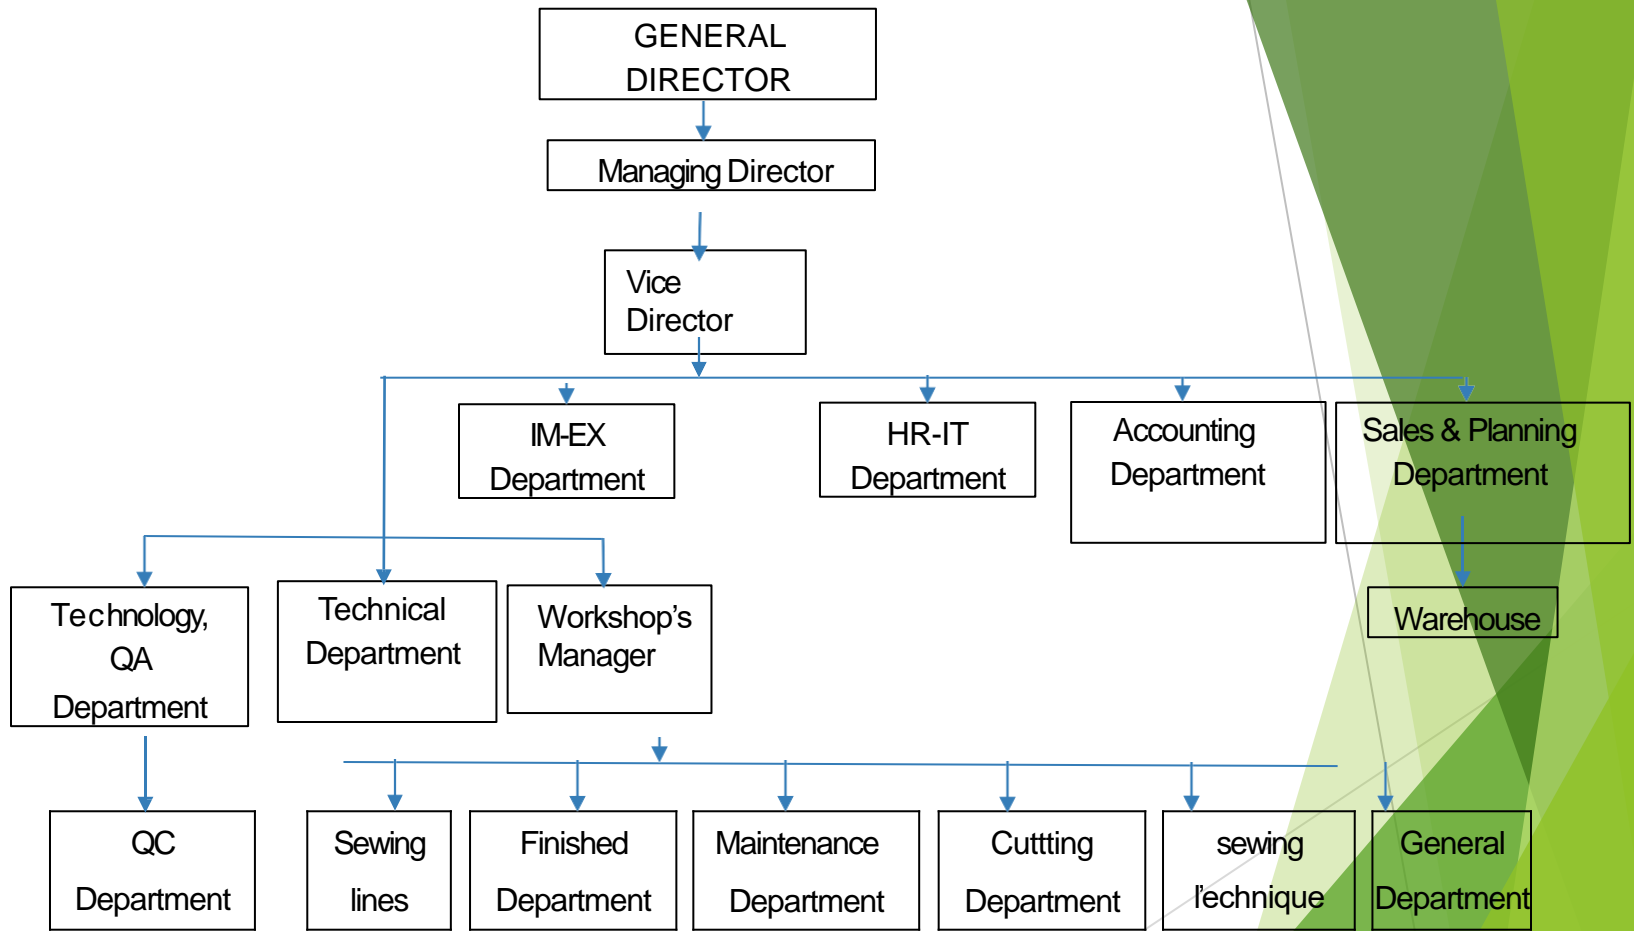 GENERAL
DIRECTOR
Managing Director
Vice
Director
IM-EX
Department
HR-IT
Department
Accounting
Department
Sales & Planning
Department
Technology,
QA
Department
Technical
Department
Workshop's
Manager
Warehouse
QC
Department
Sewing
lines
Finished
Department
Maintenance
Department
Cuttting
Department
sewing
l'echnique
General
Department